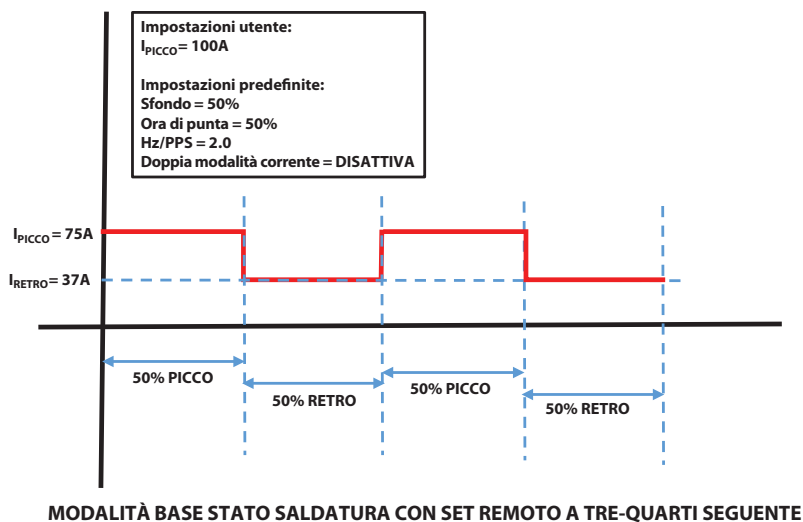 Impostazioni utente:
IPICCO= 100A
Impostazioni predefinite:
Sfondo = 50%
Ora di punta = 50%
Hz/PPS = 2.0
Doppia modalità corrente = DISATTIVA
IPICCO = 75A
IRETRO= 37A
50% PICCO
50% RETRO
50% PICCO
50% RETRO
MODALITÀ BASE STATO SALDATURA CON SET REMOTO A TRE-QUARTI SEGUENTE